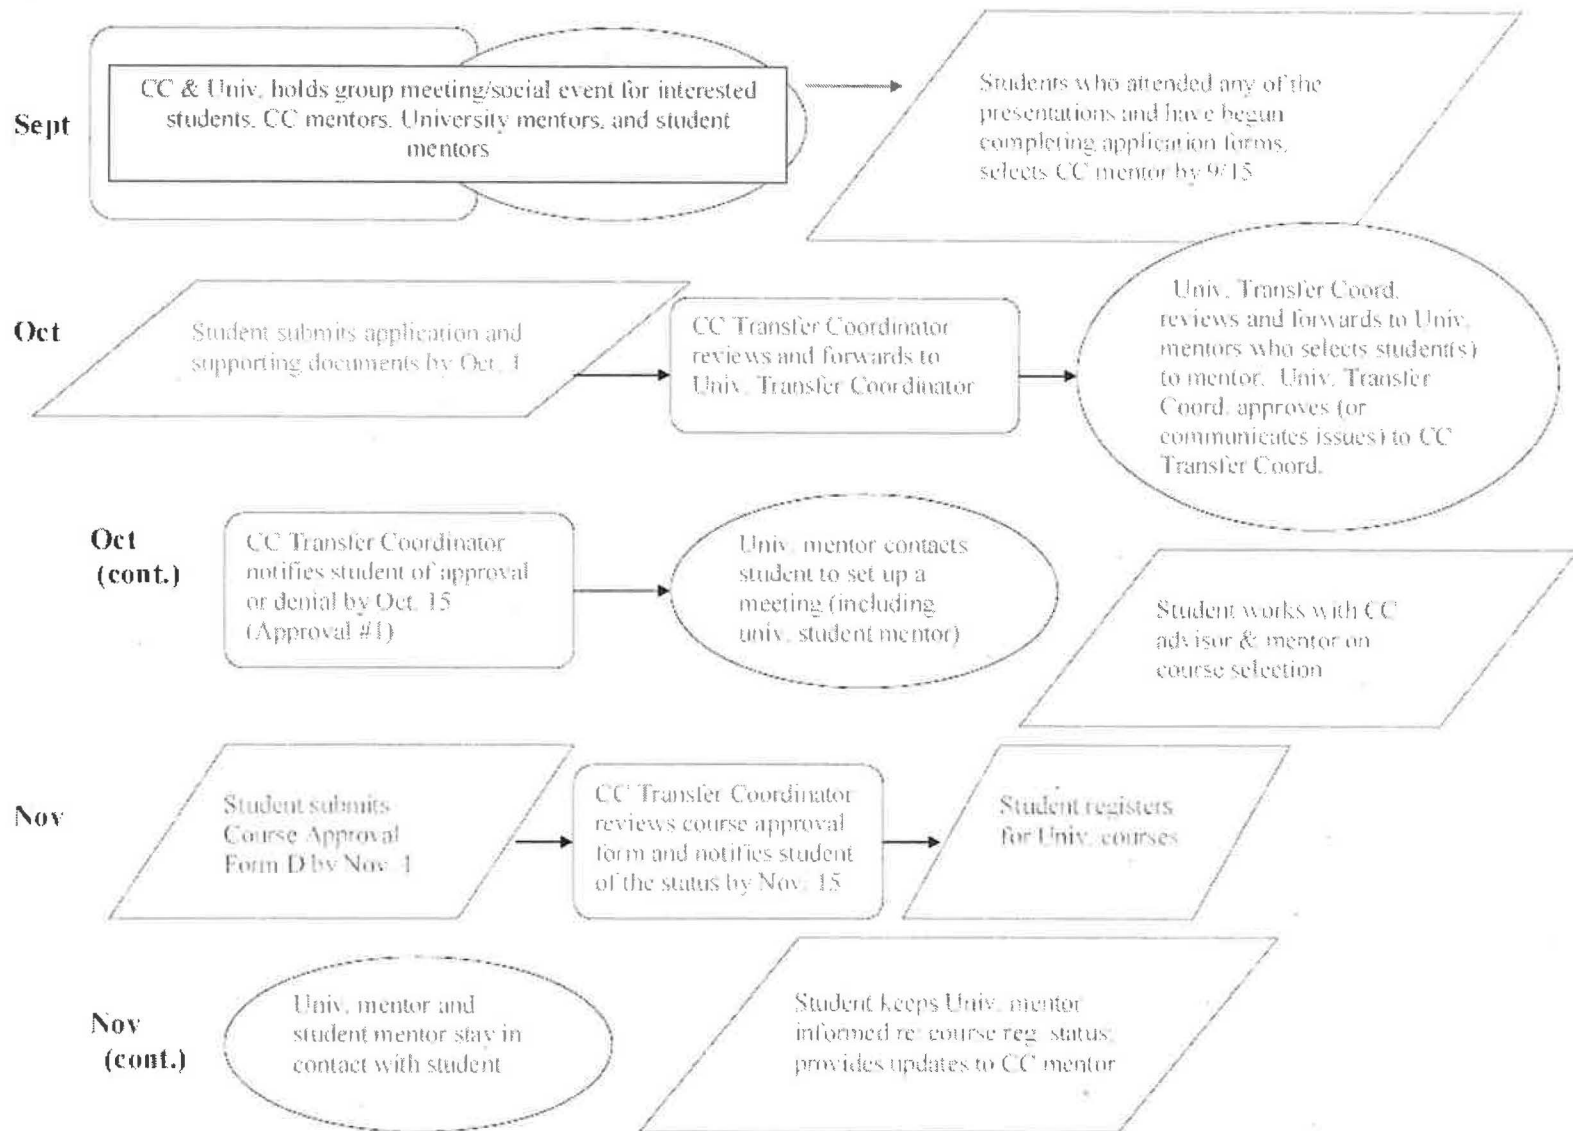 Sept
CC & Univ. holds group meeting/social event for interested
students, CC mentors, University mentors, and student
mentors
Students who attended any of the
presentations and have begun
completing application forms,
selects CC mentor by 9/15
Oct
Student submits application and
supporting documents by Oct. 1
CC Transfer Coordinator
reviews and forwards to
Univ. Transfer Coordinator
Univ. Transfer Coord.
reviews and forwards to Univ.
mentors who selects student(s)
to mentor. Univ. Transfer
Coord. approves (or
communicates issues) to CC
Transfer Coord.
Oct
(cont.)
CC Transfer Coordinator
notifies student of approval
or denial by Oct. 15
(Approval #1)
Univ. mentor contacts
student to set up a
meeting (including
univ. student mentor)
Student works with CC
advisor & mentor on
course selection
Nov
Student submits
Course Approval
Form D by Nov. 1
CC Transfer Coordinator
reviews course approval
form and notifies student
of the status by Nov. 15
Student registers
for Univ. courses
Nov
(cont.)
Univ. mentor and
student mentor stay in
contact with student
Student keeps Univ. mentor
informed re: course reg. status;
provides updates to CC mentor